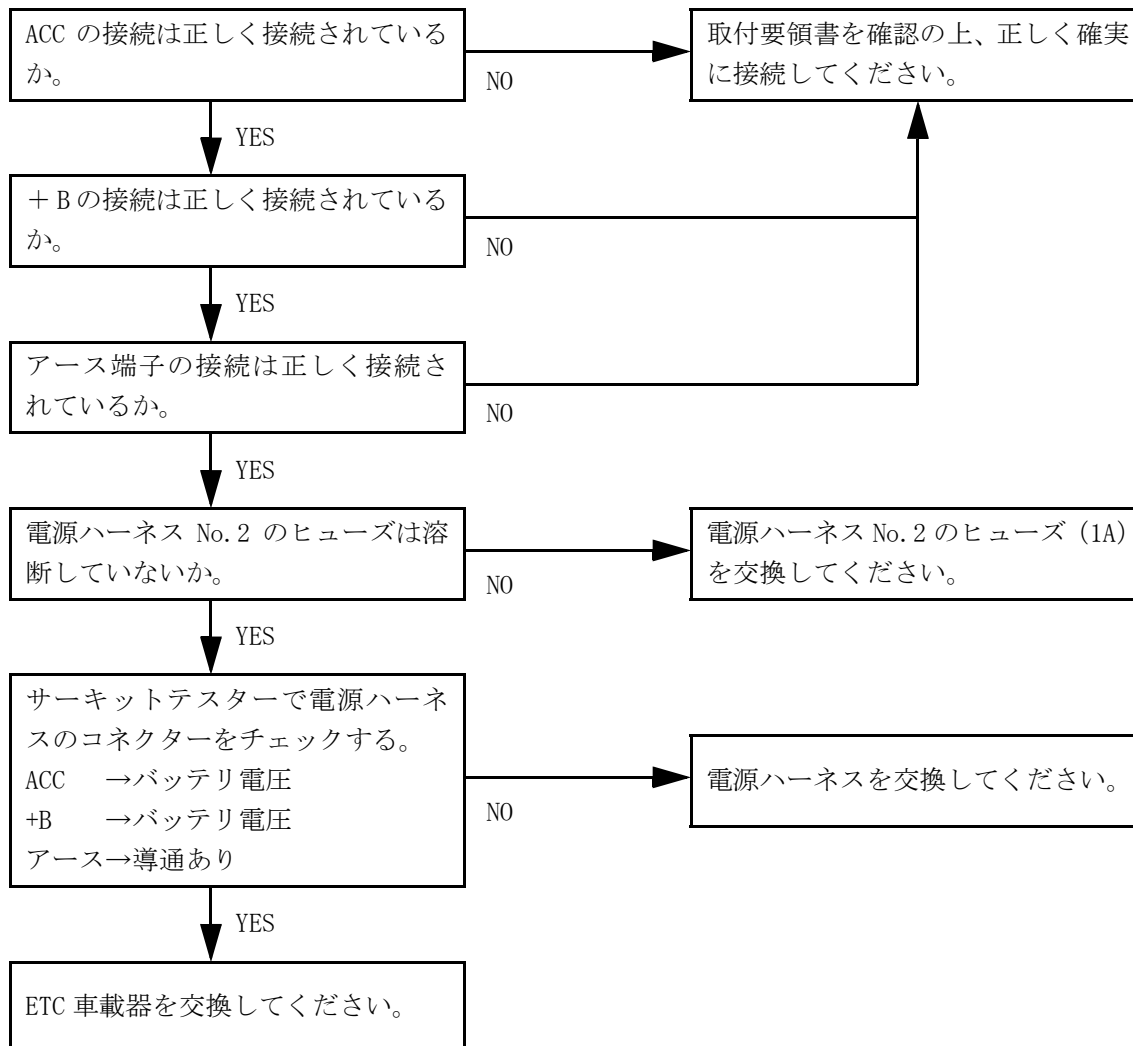 ACC の接続は正しく接続されている
か。
NO
取付要領書を確認の上、正しく確実
に接続してください。
YES
＋Bの接続は正しく接続されている
か。
NO
YES
アース端子の接続は正しく接続さ
れているか。
NO
YES
電源ハーネス No.2 のヒューズは溶
断していないか。
NO
電源ハーネス No.2 のヒューズ (1A)
を交換してください。
YES
サーキットテスターで電源ハーネ
スのコネクターをチェックする。
ACC →バッテリ電圧
+B →バッテリ電圧
アース→導通あり
NO
電源ハーネスを交換してください。
YES
ETC 車載器を交換してください。